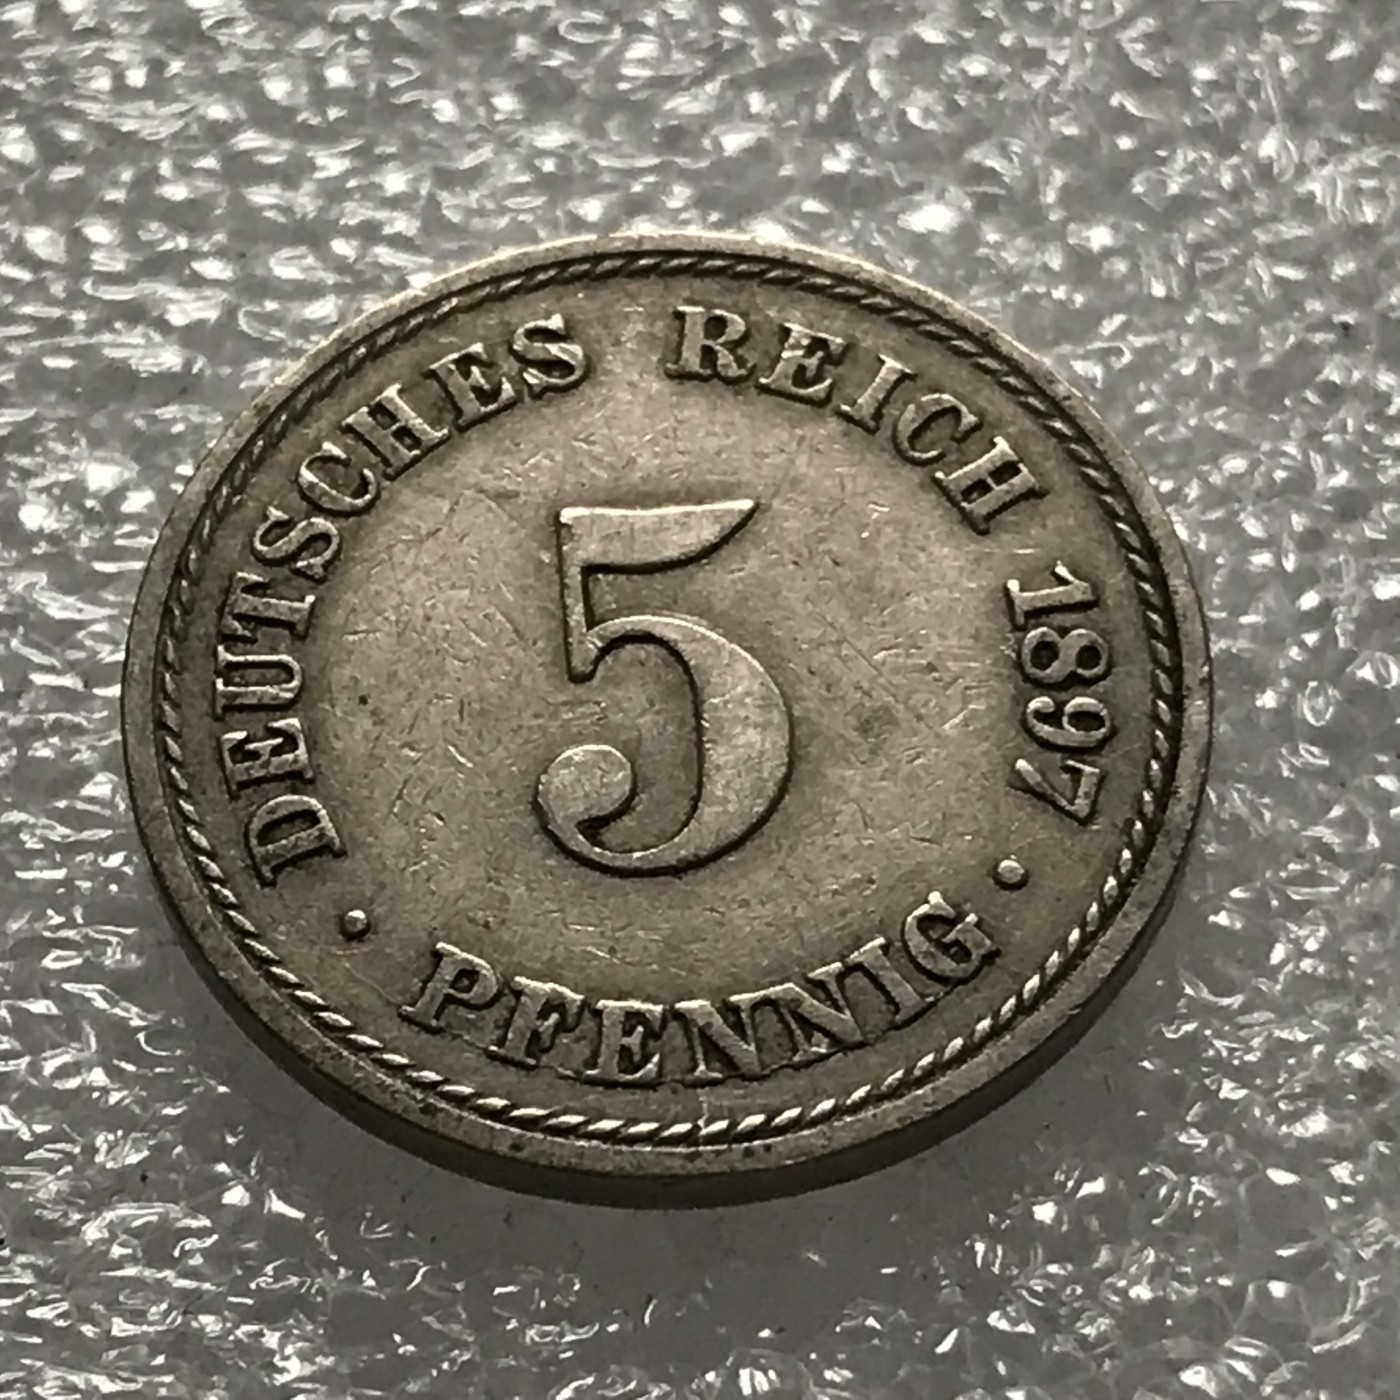 DEUTSCHES REICH 1897
5
• PFENNIG •